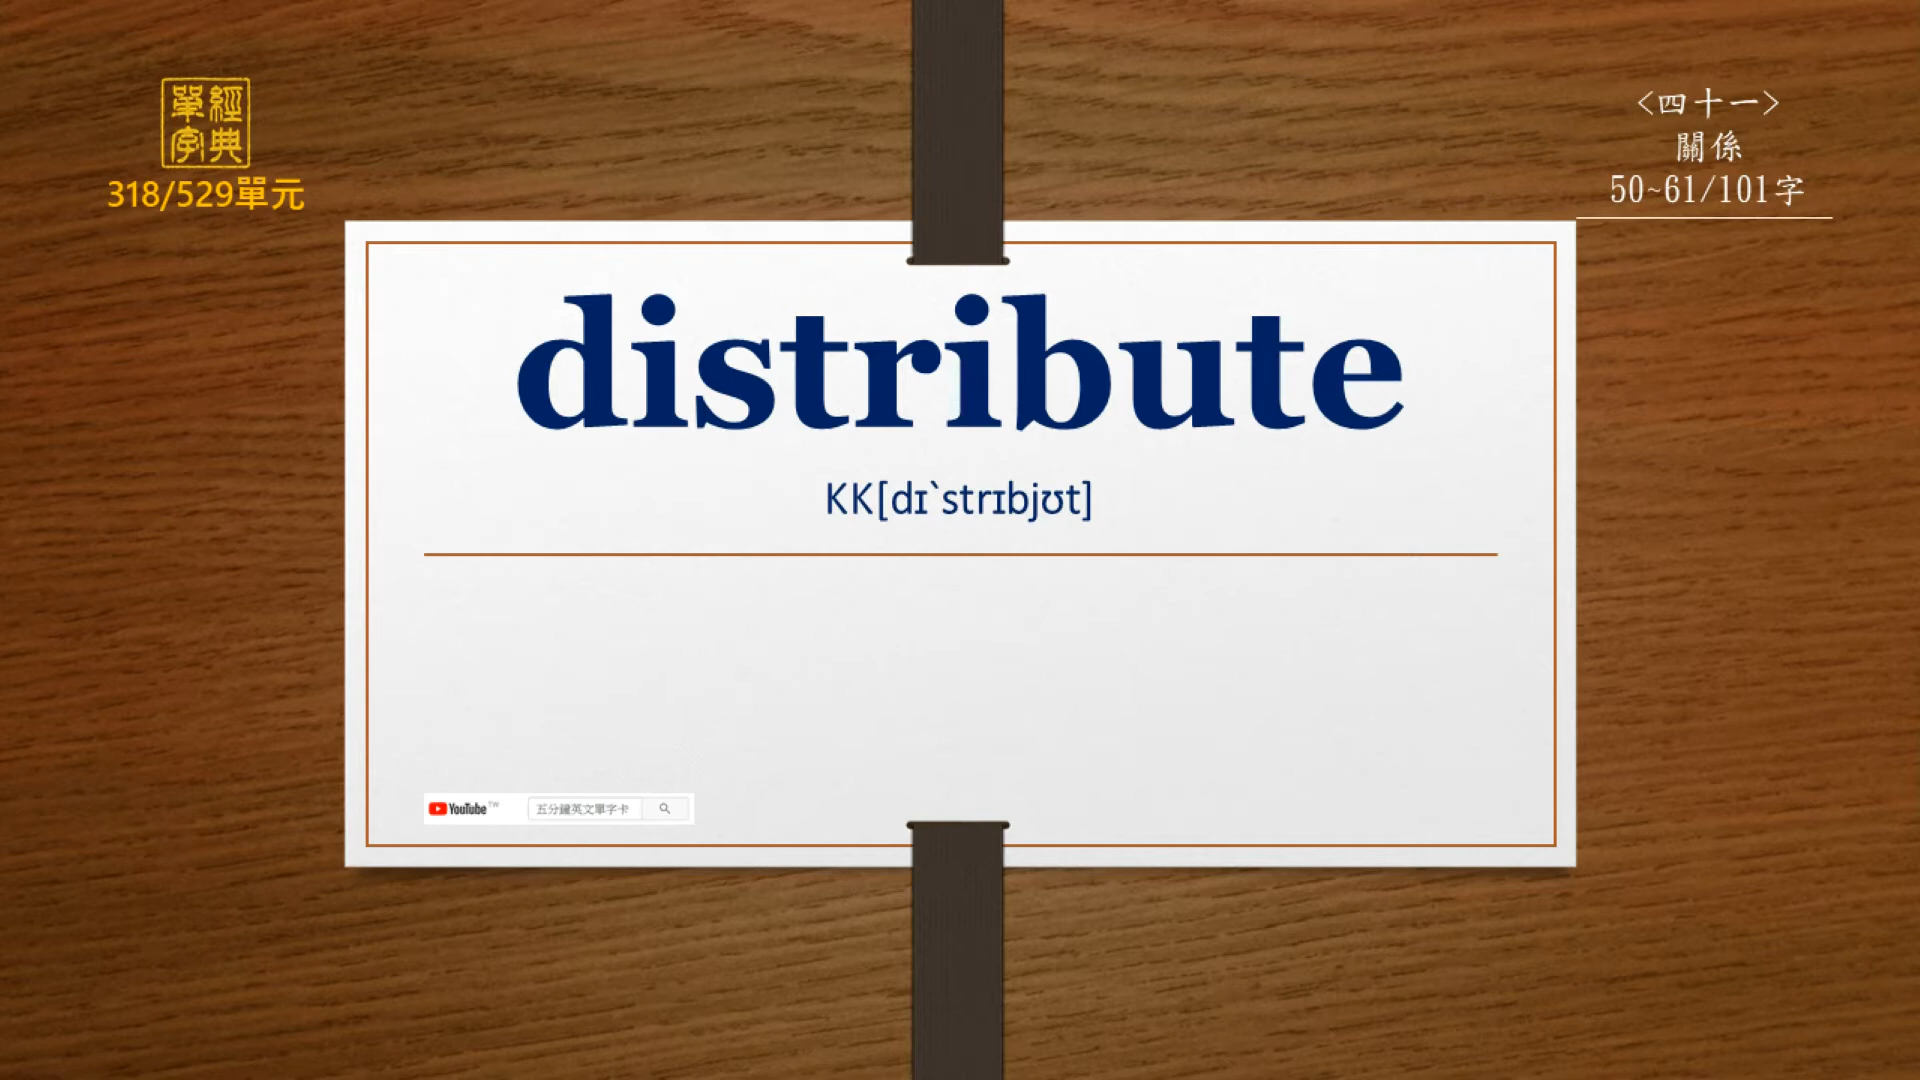 經典
單字
318/529單元
<四十一>
關係
50~61/101字
distribute
KK[dɪˋstrɪbjʊt]
YouTube TW
五分鐘英文單字卡